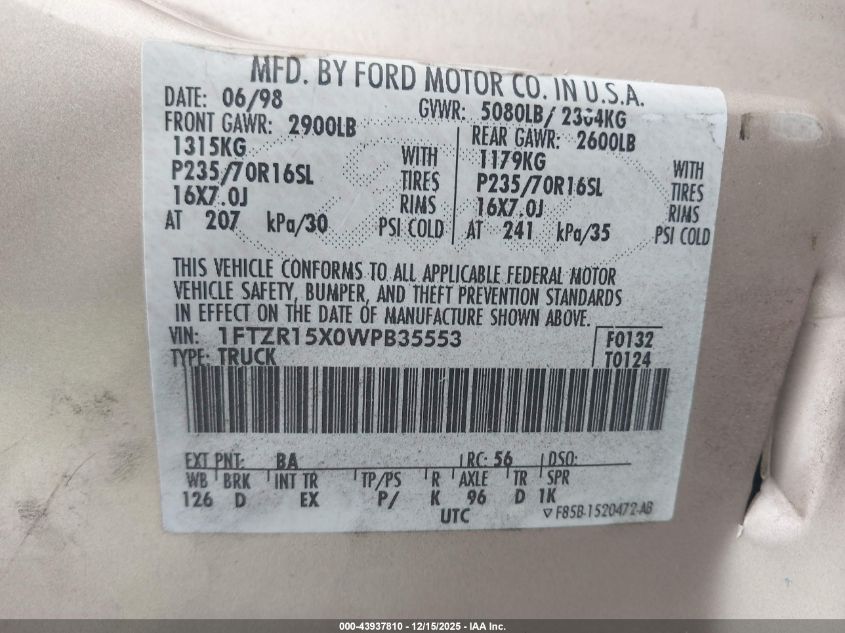 MFD. BY FORD MOTOR CO. IN U.S.A.
DATE: 06/98 GVWR: 5080LB/ 2304KG
FRONT GAWR: 2900LB REAR GAWR: 2600LB
1315KG WITH 1179KG WITH
P235/70R16SL TIRES P235/70R16SL TIRES
16X7.0J RIMS 16X7.0J RIMS
AT 207 kPa/30 PSI COLD AT 241 kPa/35 PSI COLD
THIS VEHICLE CONFORMS TO ALL APPLICABLE FEDERAL MOTOR
VEHICLE SAFETY, BUMPER, AND THEFT PREVENTION STANDARDS
IN EFFECT ON THE DATE OF MANUFACTURE SHOWN ABOVE.
VIN: 1FTZR15X0WPB35553 F0132
TYPE: TRUCK T0124
EXT PNT: BA RC: 56 DSO:
WB BRK INT TR TP/PS R AXLE TR SPR
126 D EX P/ K 96 D 1K
UTC ▽ F85B-1520472-AB
000-43937810 - 12/15/2025 - IAA Inc.